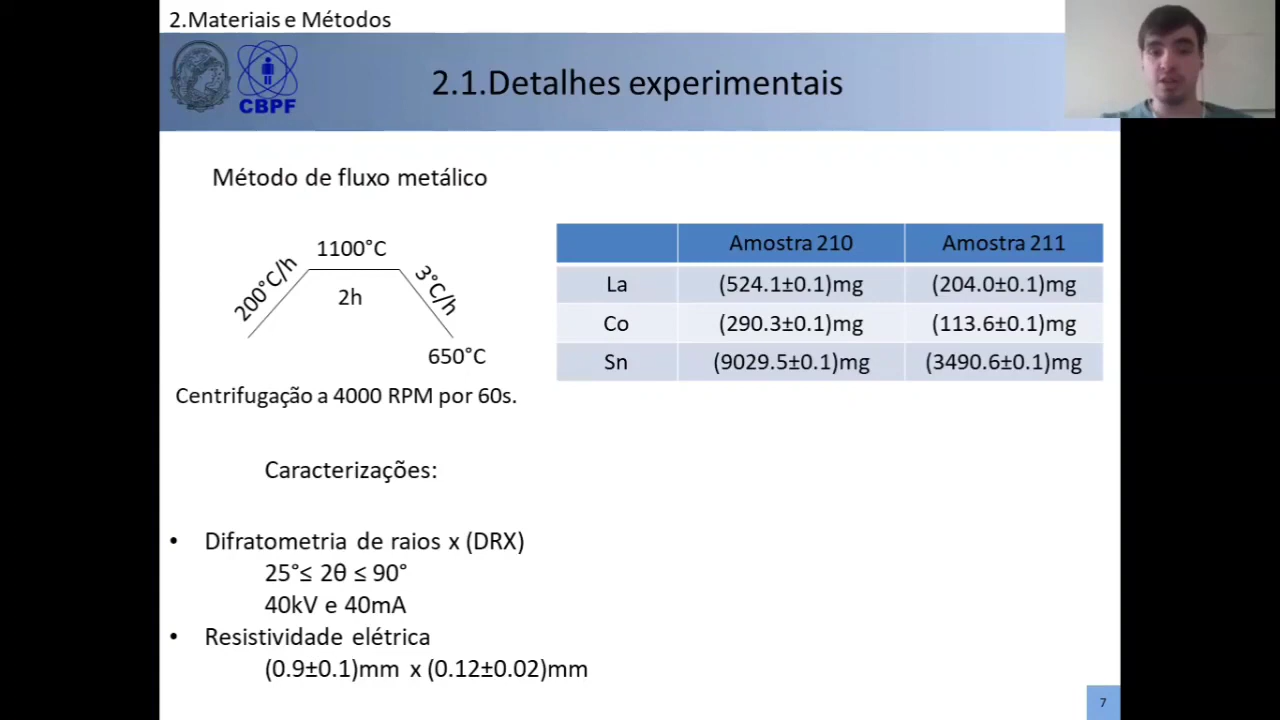 2.Materiais e Métodos
CBPF
2.1.Detalhes experimentais
Método de fluxo metálico
200°C/h
1100°C
2h
3°C/h
650°C
Centrifugação a 4000 RPM por 60s.
Amostra 210 Amostra 211
La (524.1±0.1)mg (204.0±0.1)mg
Co (290.3±0.1)mg (113.6±0.1)mg
Sn (9029.5±0.1)mg (3490.6±0.1)mg
Caracterizações:
• Difratometria de raios x (DRX)
25°≤ 2θ ≤ 90°
40kV e 40mA
• Resistividade elétrica
(0.9±0.1)mm x (0.12±0.02)mm
7